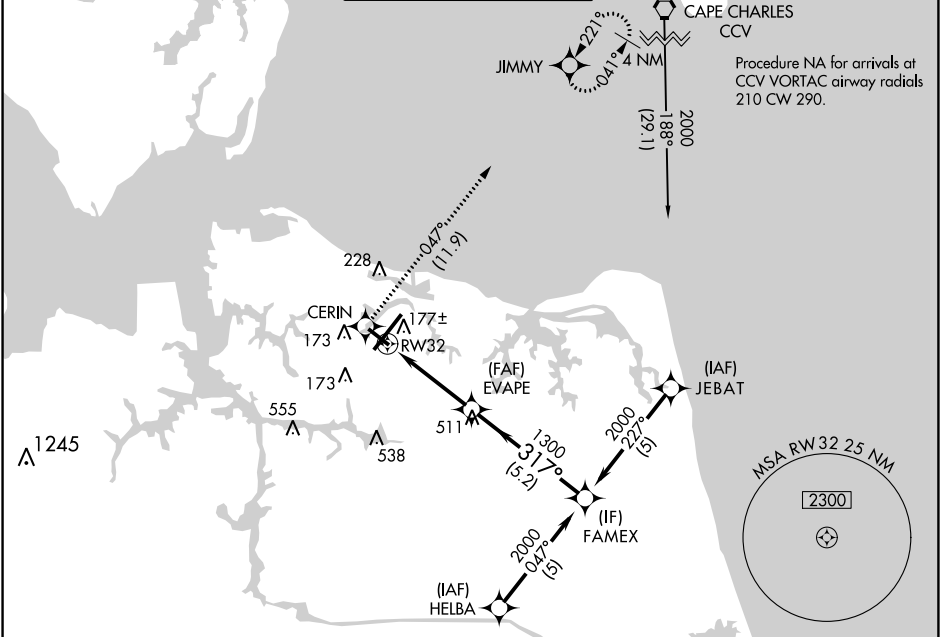 CAPE CHARLES
CCV
221°
041°
4 NM
JIMMY
Procedure NA for arrivals at
CCV VORTAC airway radials
210 CW 290.
2000
188°
(29.1)
047°
(11.9)
228
CERIN
177±
173
RW32
173
(FAF)
EVAPE
511
(IAF)
JEBAT
555
538
1245
1300
317°
(5.2)
2000
227°
(5)
MSA RW 32 25 NM
2300
(IF)
FAMEX
2000
047°
(5)
(IAF)
HELBA